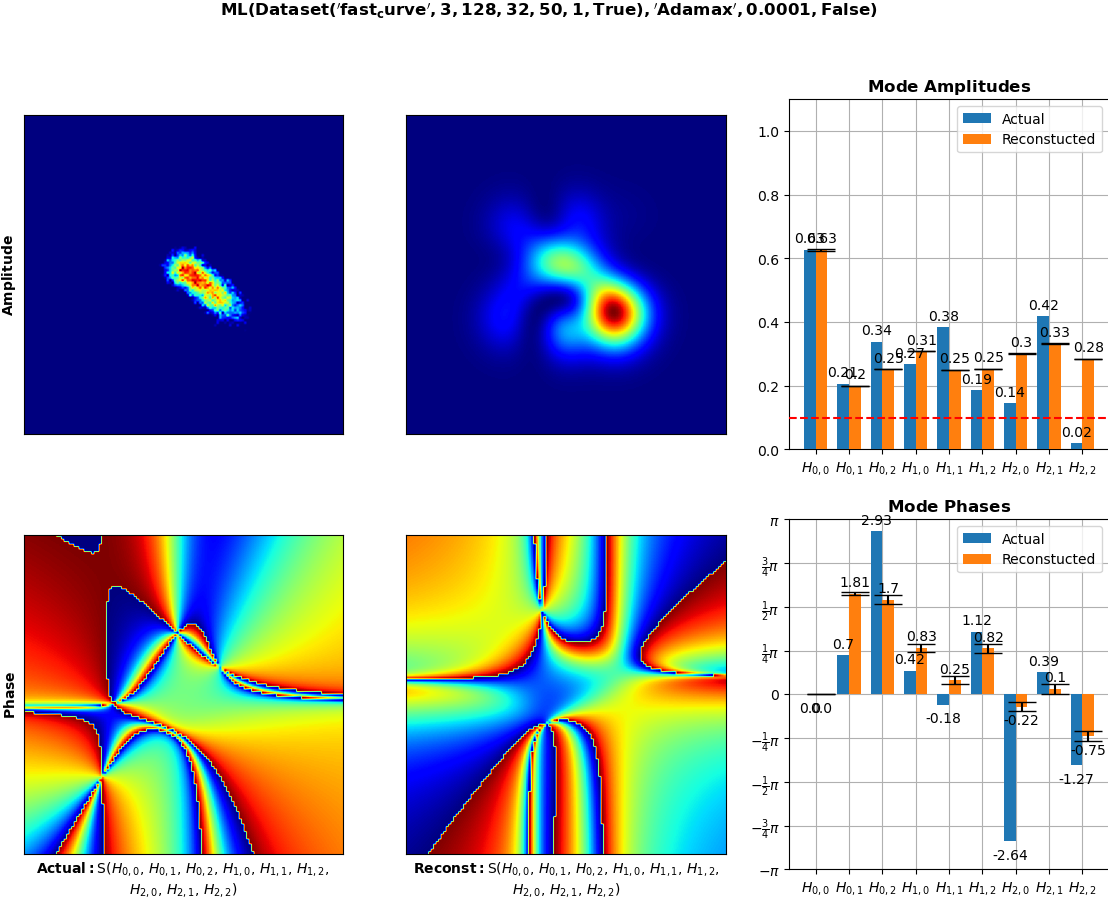 ML(Dataset('fast_curve', 3, 128, 32, 50, 1, True), 'Adamax', 0.0001, False)
Amplitude
Mode Amplitudes
Actual
Reconstucted
1.0
0.8
0.6
0.4
0.2
0.0
0.63 0.63
0.21 0.2
0.34 0.25
0.27 0.31
0.38 0.25
0.19 0.25
0.14 0.3
0.42 0.33
0.02 0.28
H0,0 H0,1 H0,2 H1,0 H1,1 H1,2 H2,0 H2,1 H2,2
Phase
Mode Phases
Actual
Reconstucted
π
3/4π
1/2π
1/4π
0
−1/4π
−1/2π
−3/4π
−π
0.0 0.0
0.7 1.81
2.93 1.7
0.42 0.83
-0.18 0.25
1.12 0.82
-2.64 -0.22
0.39 0.1
-1.27 -0.75
H0,0 H0,1 H0,2 H1,0 H1,1 H1,2 H2,0 H2,1 H2,2
Actual: S(H0,0, H0,1, H0,2, H1,0, H1,1, H1,2,
H2,0, H2,1, H2,2)
Reconst: S(H0,0, H0,1, H0,2, H1,0, H1,1, H1,2,
H2,0, H2,1, H2,2)